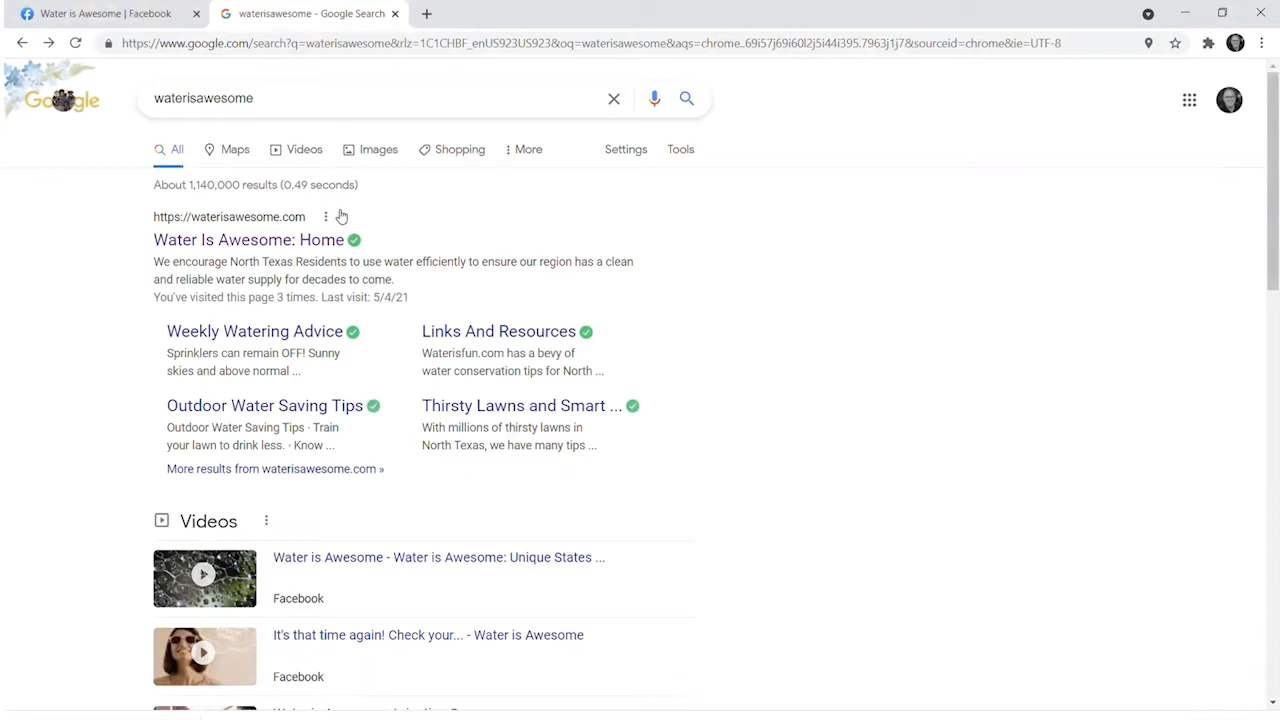 Water is Awesome | Facebook
waterisawesome - Google Search
https://www.google.com/search?q=waterisawesome&rlz=1C1CHBF_enUS923US923&oq=waterisawesome&aqs=chrome..69i57j69i60l2j5i44i395.7963j1j7&sourceid=chrome&ie=UTF-8
Google
waterisawesome
All Maps Videos Images Shopping More Settings Tools
About 1,140,000 results (0.49 seconds)
https://waterisawesome.com
Water Is Awesome: Home
We encourage North Texas Residents to use water efficiently to ensure our region has a clean
and reliable water supply for decades to come.
You've visited this page 3 times. Last visit: 5/4/21
Weekly Watering Advice
Sprinklers can remain OFF! Sunny
skies and above normal ...
Links And Resources
Waterisfun.com has a bevy of
water conservation tips for North ...
Outdoor Water Saving Tips
Outdoor Water Saving Tips · Train
your lawn to drink less. · Know ...
Thirsty Lawns and Smart ...
With millions of thirsty lawns in
North Texas, we have many tips ...
More results from waterisawesome.com »
Videos
Water is Awesome - Water is Awesome: Unique States ...
Facebook
It's that time again! Check your... - Water is Awesome
Facebook